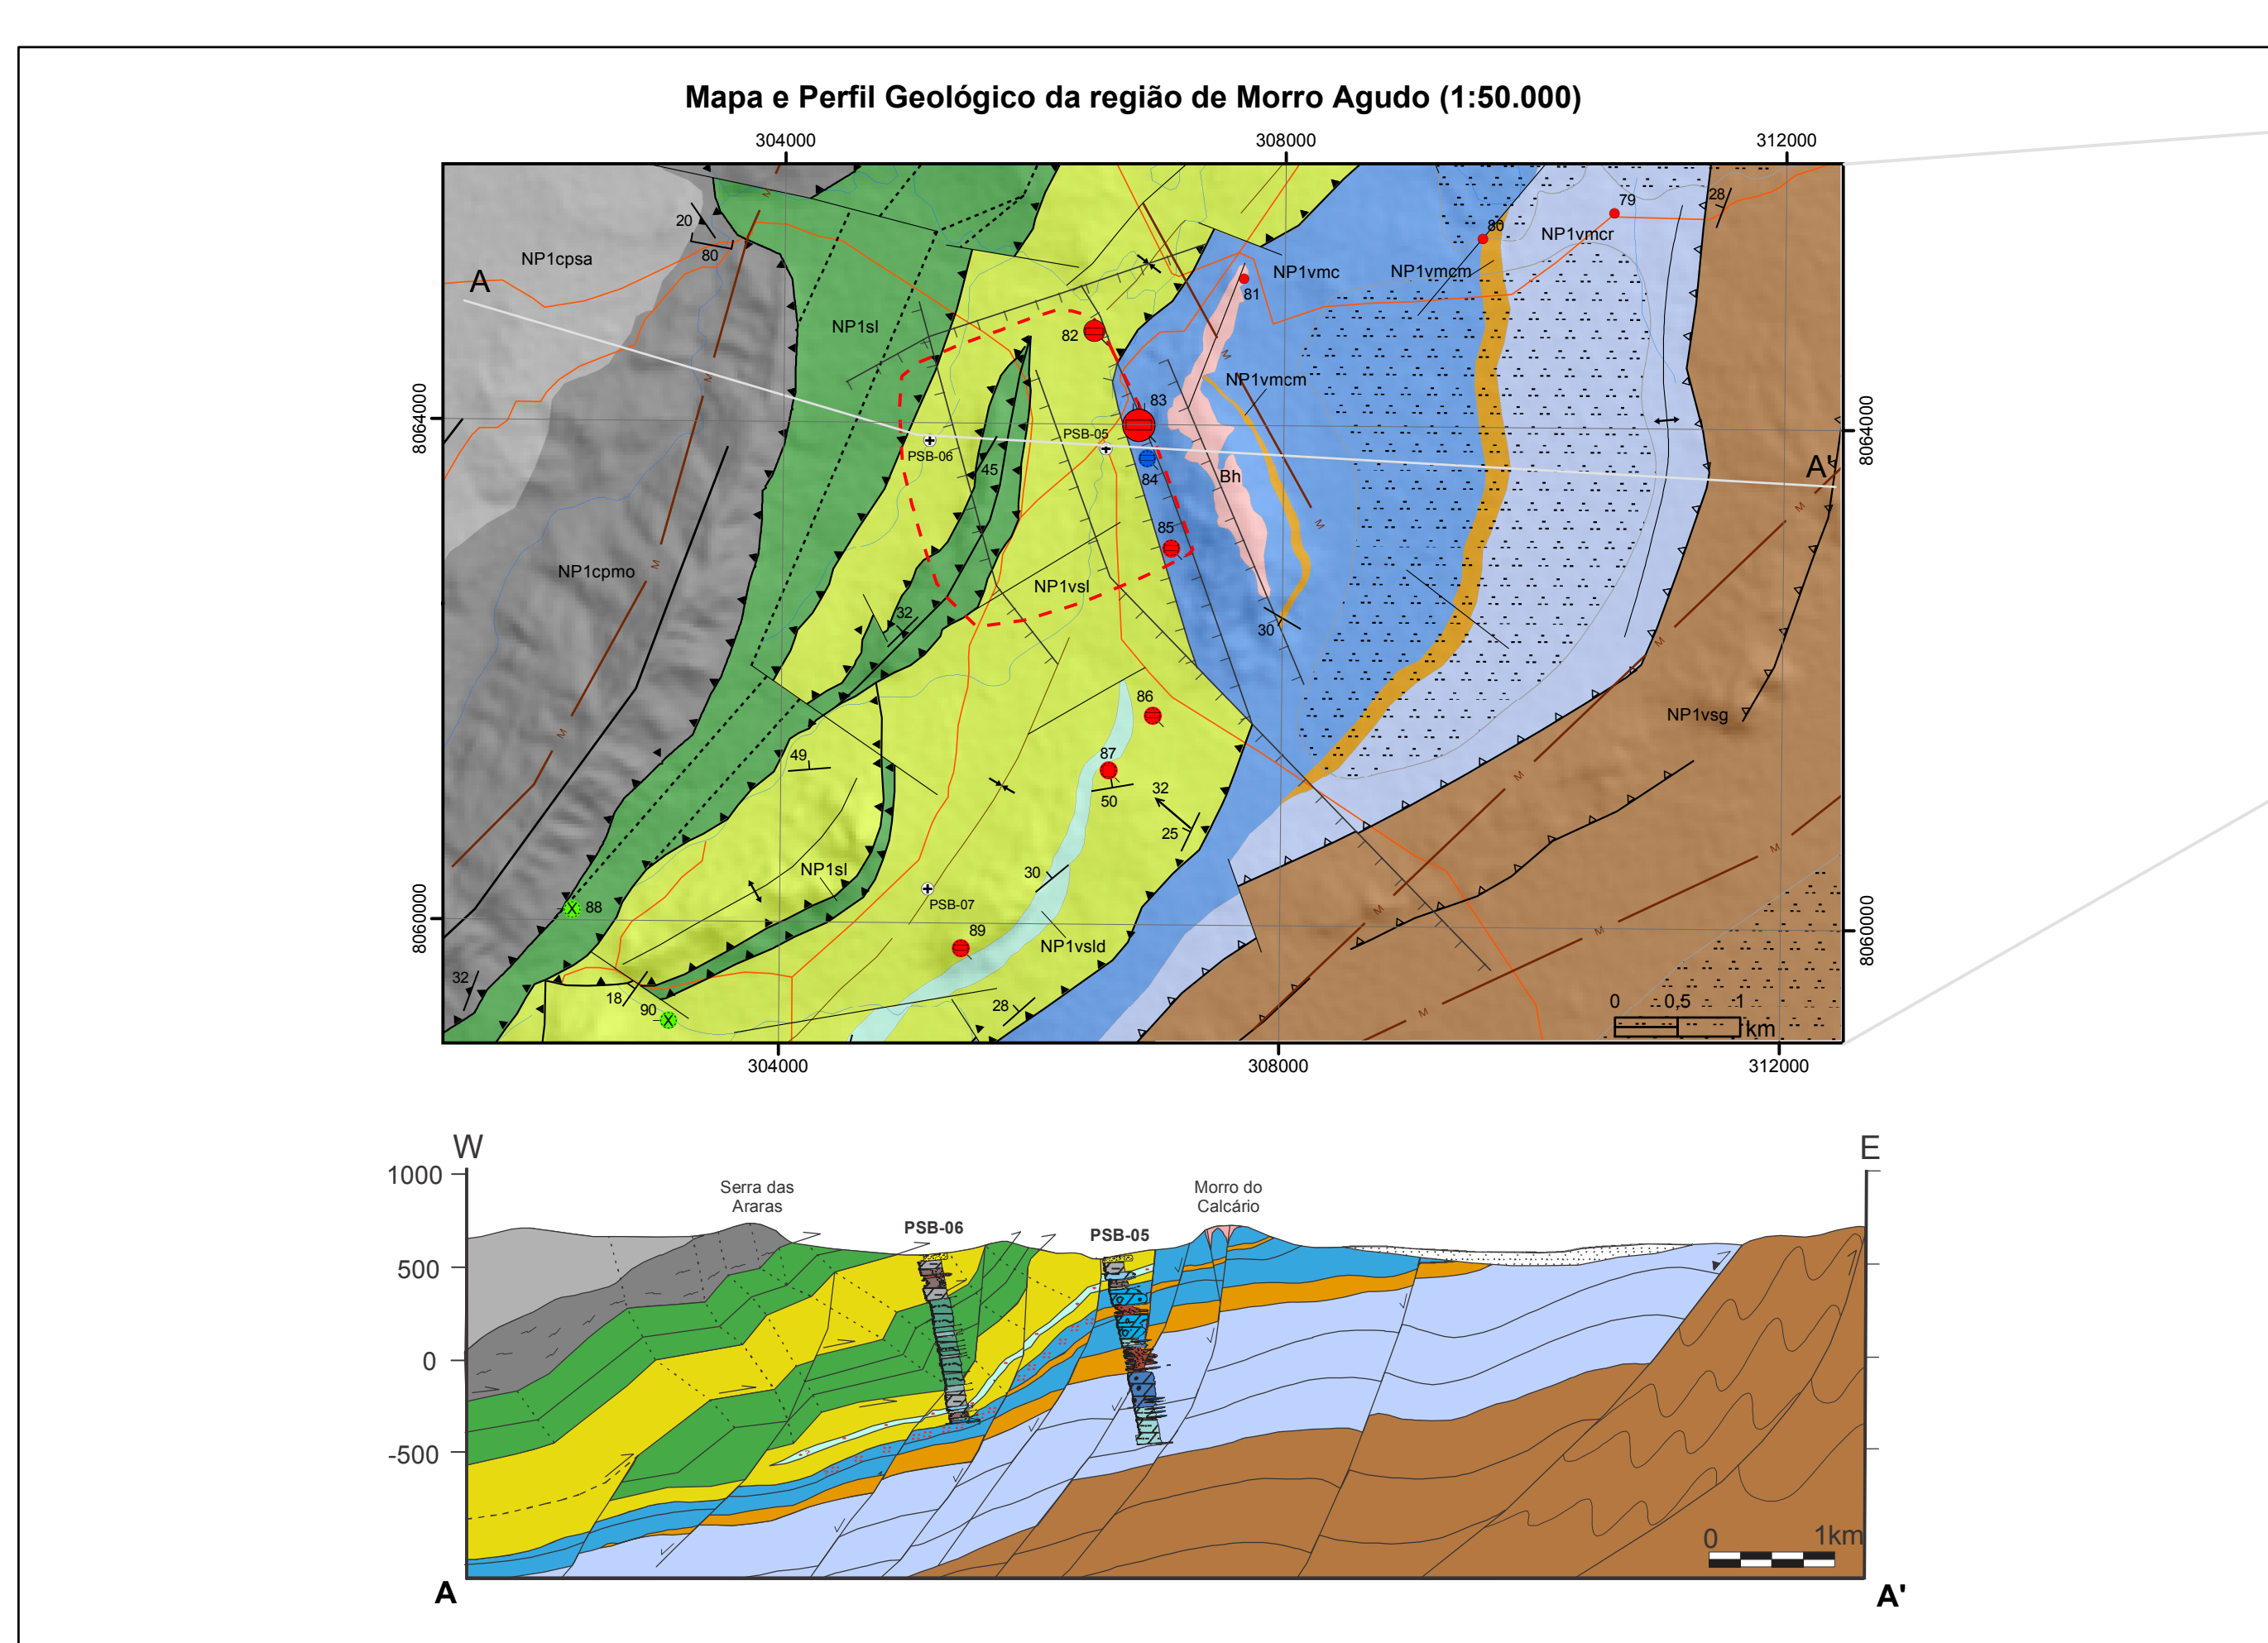 Mapa e Perfil Geológico da região de Morro Agudo (1:50.000)
304000
308000
312000
8064000
8060000
8064000
8060000
28
79
20
80
80
NP1cpsa
NP1vmcr
A
NP1vmc
NP1vmcm
81
M
NP1sl
82
M
M
NP1vmcm
83
PSB-05
PSB-06
45
84
Bh
A'
M
85
M
M
NP1cpmo
NP1vsl
32
30
M
86
NP1vsg
M
49
87
M
50
32
25
M
30
NP1sl
PSB-07
88
M
89
NP1vsld
M
32
18
90
28
M
0 0,5 1
km
304000
308000
312000
W
E
1000
500
0
-500
Serra das
Araras
PSB-06
PSB-05
Morro do
Calcário
0 1km
A
A'